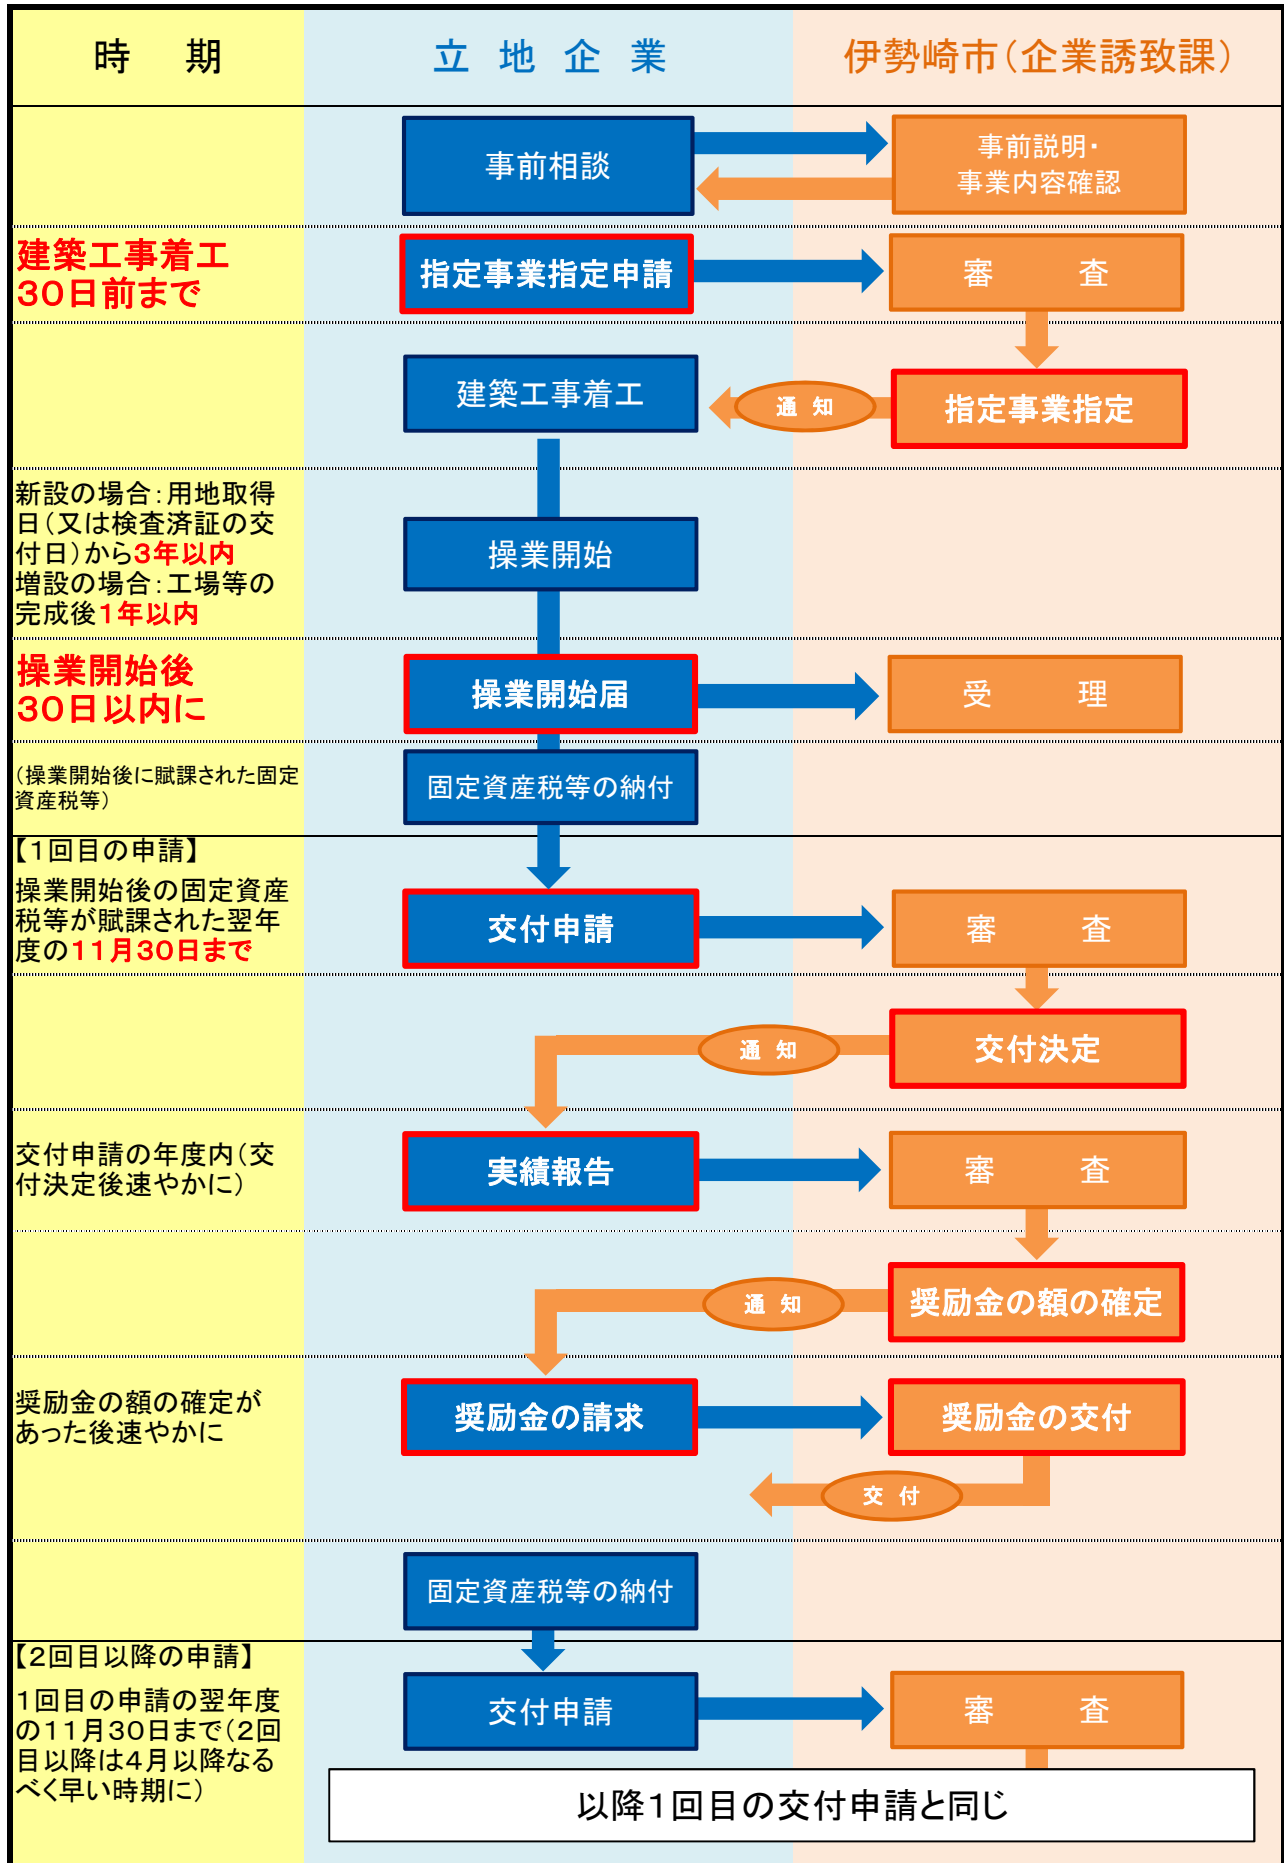 時　期
立 地 企 業
伊勢崎市（企業誘致課）
事前相談
事前説明・
事業内容確認
建築工事着工
３０日前まで
指定事業指定申請
審　査
建築工事着工
通 知
指定事業指定
新設の場合：用地取得
日（又は検査済証の交
付日）から３年以内
増設の場合：工場等の
完成後１年以内
操業開始
操業開始後
３０日以内に
操業開始届
受　理
（操業開始後に賦課された固定
資産税等）
固定資産税等の納付
【１回目の申請】
操業開始後の固定資産
税等が賦課された翌年
度の１１月３０日まで
交付申請
審　査
通 知
交付決定
交付申請の年度内（交
付決定後速やかに）
実績報告
審　査
通 知
奨励金の額の確定
奨励金の額の確定が
あった後速やかに
奨励金の請求
奨励金の交付
交 付
固定資産税等の納付
【２回目以降の申請】
１回目の申請の翌年度
の１１月３０日まで（２回
目以降は４月以降なる
べく早い時期に）
交付申請
審　査
以降１回目の交付申請と同じ